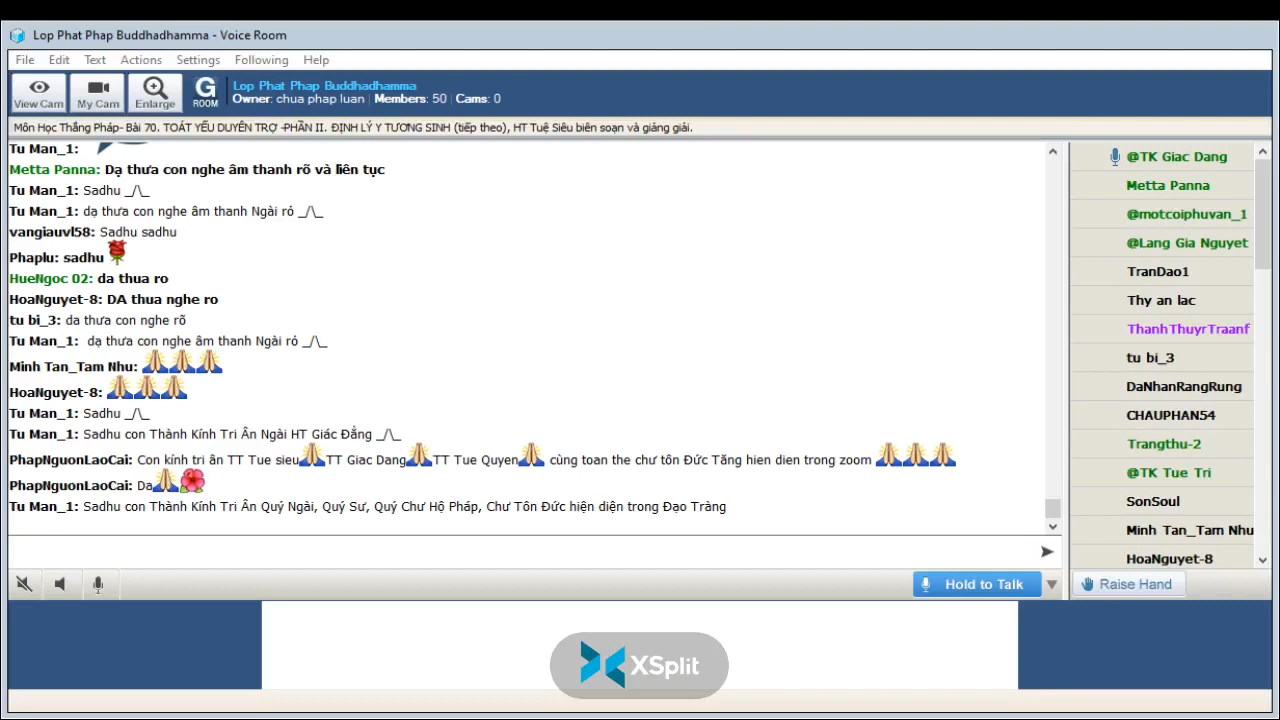 Lop Phat Phap Buddhadhamma - Voice Room
File Edit Text Actions Settings Following Help
View Cam My Cam Enlarge G ROOM
Lop Phat Phap Buddhadhamma
Owner: chua phap luan | Members: 50 | Cams: 0
Môn Học Thắng Pháp- Bài 70. TOÁT YẾU DUYÊN TRỢ -PHẦN II. ĐỊNH LÝ Y TƯƠNG SINH (tiếp theo), HT Tuệ Siêu biên soạn và giảng giải.
Tu Man_1:
Metta Panna: Dạ thưa con nghe âm thanh rõ và liên tục
Tu Man_1: Sadhu _/\_
Tu Man_1: dạ thưa con nghe âm thanh Ngài rỏ _/\_
vangiauvl58: Sadhu sadhu
Phaplu: sadhu
HueNgoc 02: da thua ro
HoaNguyet-8: DA thua nghe ro
tu bi_3: da thưa con nghe rõ
Tu Man_1: dạ thưa con nghe âm thanh Ngài rỏ _/\_
Minh Tan_Tam Nhu:
HoaNguyet-8:
Tu Man_1: Sadhu _/\_
Tu Man_1: Sadhu con Thành Kính Tri Ân Ngài HT Giác Đẳng _/\_
PhapNguonLaoCai: Con kính tri ân TT Tue sieu TT Giac Dang TT Tue Quyen cùng toan the chư tôn Đức Tăng hien dien trong zoom
PhapNguonLaoCai: Da
Tu Man_1: Sadhu con Thành Kính Tri Ân Quý Ngài, Quý Sư, Quý Chư Hộ Pháp, Chư Tôn Đức hiện diện trong Đạo Tràng
Hold to Talk
@TK Giac Dang
Metta Panna
@motcoiphuvan_1
@Lang Gia Nguyet
TranDao1
Thy an lac
ThanhThuyrTraanf
tu bi_3
DaNhanRangRung
CHAUPHAN54
Trangthu-2
@TK Tue Tri
SonSoul
Minh Tan_Tam Nhu
HoaNguyet-8
Raise Hand
XSplit